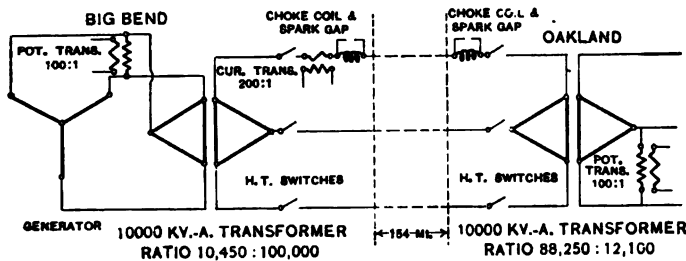 BIG BEND
POT. TRANS.
100:1
CHOKE COIL &
SPARK GAP
CUR. TRANS.
200:1
CHOKE COIL &
SPARK GAP
OAKLAND
POT.
TRANS.
100:1
H.T. SWITCHES
H.T. SWITCHES
GENERATOR
10000 KV.-A. TRANSFORMER
RATIO 10,450 : 100,000
154 MI.
10000 KV.-A. TRANSFORMER
RATIO 88,250 : 12,100